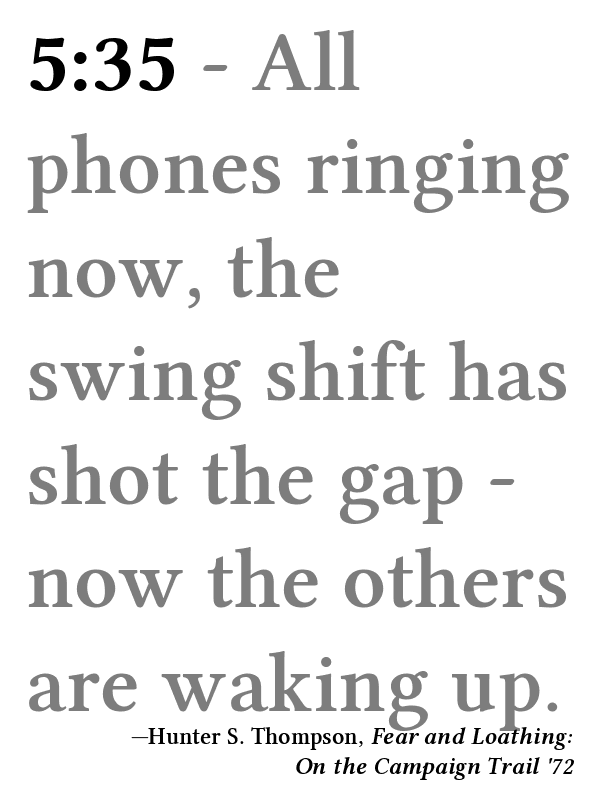 5:35 - All
phones ringing
now, the
swing shift has
shot the gap -
now the others
are waking up.
—Hunter S. Thompson, Fear and Loathing:
On the Campaign Trail '72